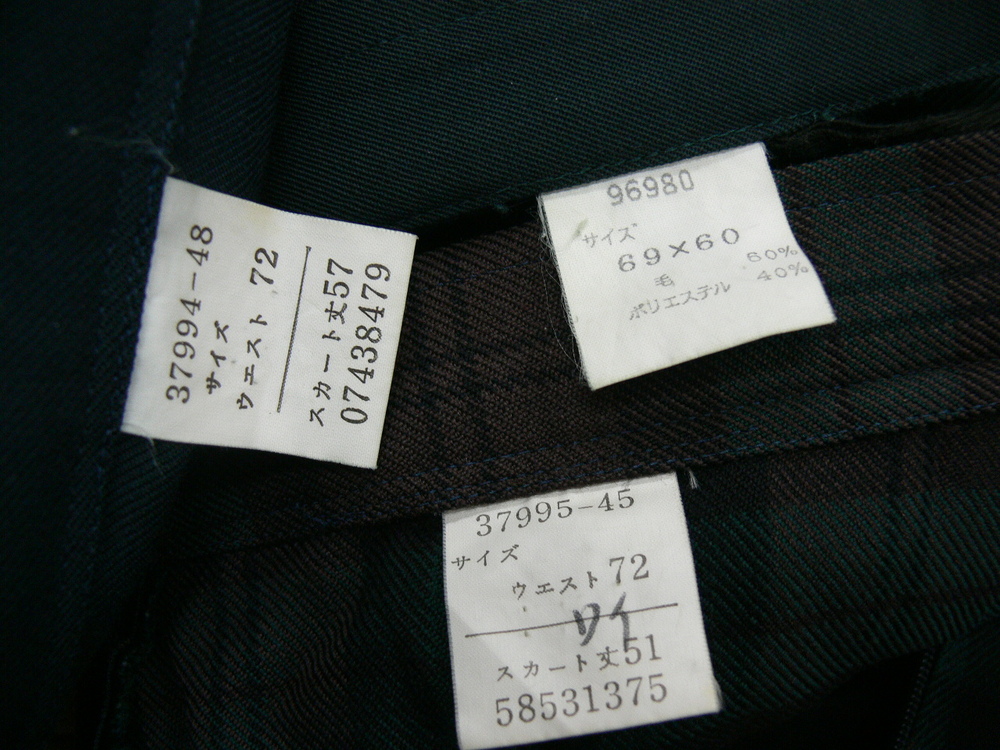 37994-48
サイズ
ウエスト 72
スカート丈57
07438479
96980
サイズ
69×60
毛 60%
ポリエステル 40%
37995-45
サイズ
ウエスト 72
スカート丈51
58531375